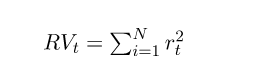 $RV_t = \sum_{i=1}^{N} r_t^2$